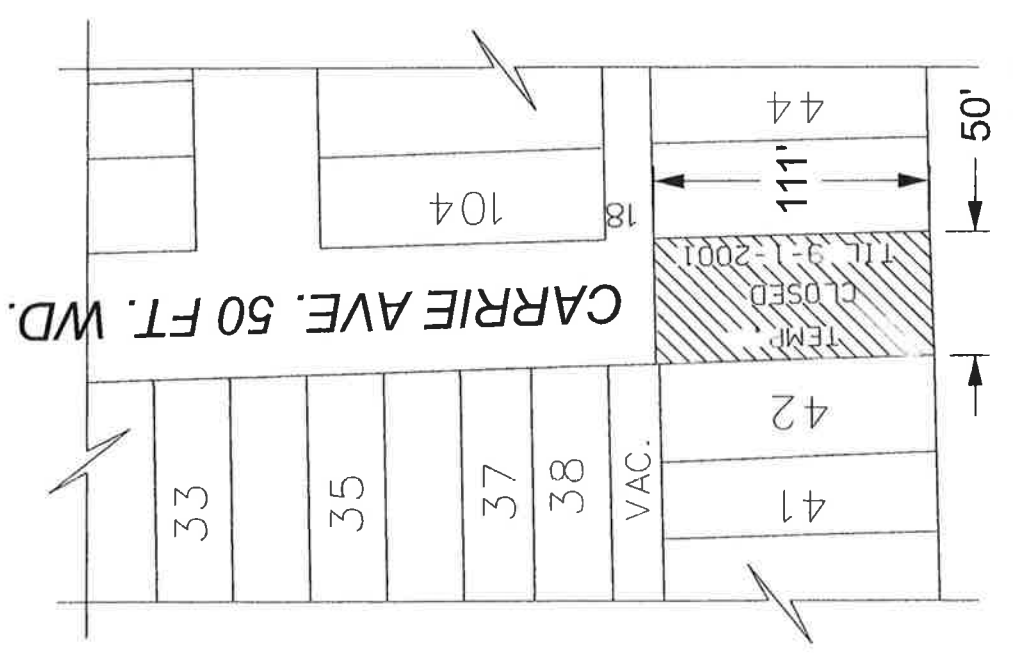 44
50'
111'
104
18
TEMP.
CLOSED
TIL 9-1-2001
CARRIE AVE. 50 FT. WD.
42
41
33
35
37
38
VAC.